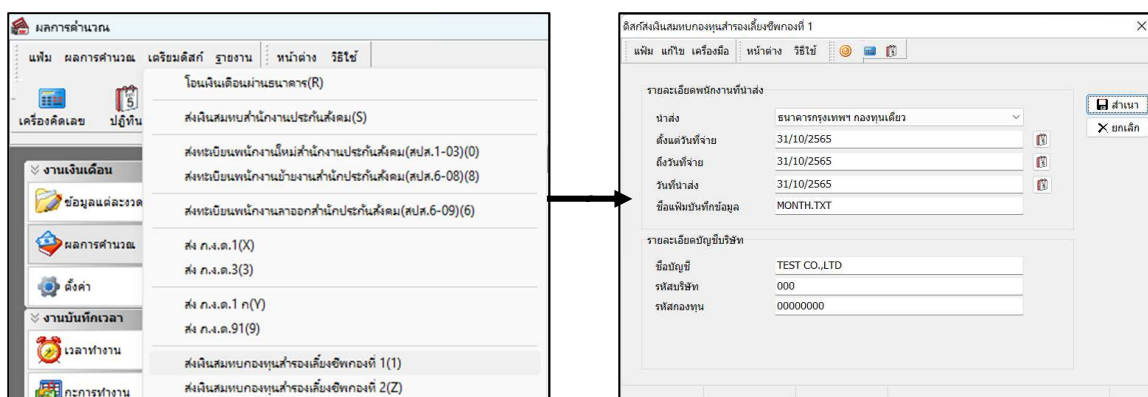 ผลการคำนวณ
แฟ้ม ผลการคำนวณ เตรียมดิสก์ รายงาน หน้าต่าง วิธีใช้
เครื่องคิดเลข ปฏิทิน
งานเงินเดือน
ข้อมูลแต่ละงวด
ผลการคำนวณ
ตั้งค่า
งานบันทึกเวลา
เวลาทำงาน
กะการทำงาน
โอนเงินเดือนผ่านธนาคาร(R)
ส่งเงินสมทบสำนักงานประกันสังคม(S)
ส่งทะเบียนพนักงานใหม่สำนักงานประกันสังคม(สปส.1-03)(0)
ส่งทะเบียนพนักงานย้ายงานสำนักประกันสังคม(สปส.6-08)(8)
ส่งทะเบียนพนักงานลาออกสำนักประกันสังคม(สปส.6-09)(6)
ส่ง ภ.ง.ด.1(X)
ส่ง ภ.ง.ด.3(3)
ส่ง ภ.ง.ด.1 ก(Y)
ส่ง ภ.ง.ด.91(9)
ส่งเงินสมทบกองทุนสำรองเลี้ยงชีพกองที่ 1(1)
ส่งเงินสมทบกองทุนสำรองเลี้ยงชีพกองที่ 2(Z)
ดิสก์ส่งเงินสมทบกองทุนสำรองเลี้ยงชีพกองที่ 1
แฟ้ม แก้ไข เครื่องมือ หน้าต่าง วิธีใช้
รายละเอียดพนักงานที่นำส่ง
นำส่ง ธนาคารกรุงเทพฯ กองทุนเดียว
ตั้งแต่วันที่จ่าย 31/10/2565
ถึงวันที่จ่าย 31/10/2565
วันที่นำส่ง 31/10/2565
ชื่อแฟ้มบันทึกข้อมูล MONTH.TXT
รายละเอียดบัญชีบริษัท
ชื่อบัญชี TEST CO.,LTD
รหัสบริษัท 000
รหัสกองทุน 00000000
สำเนา
ยกเลิก